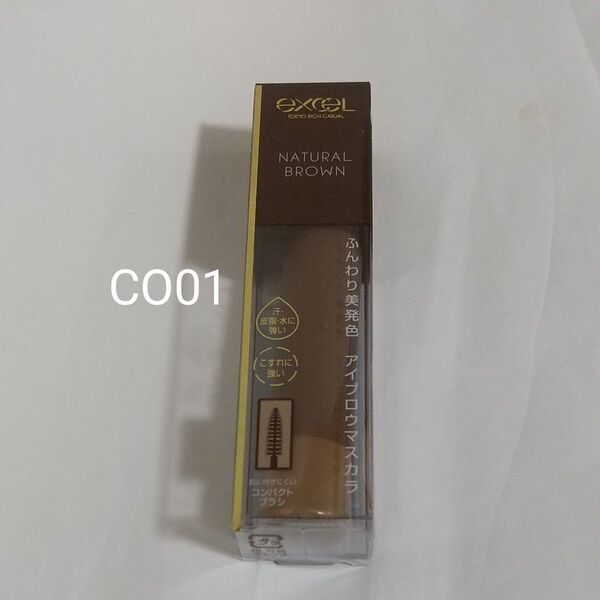 excel
TOKYO RICH CASUAL
NATURAL
BROWN
ふんわり美発色 アイブロウマスカラ
CO01
汗・
皮脂・水に
強い
こすれに
強い
肌に付きにくい
コンパクト
ブラシ